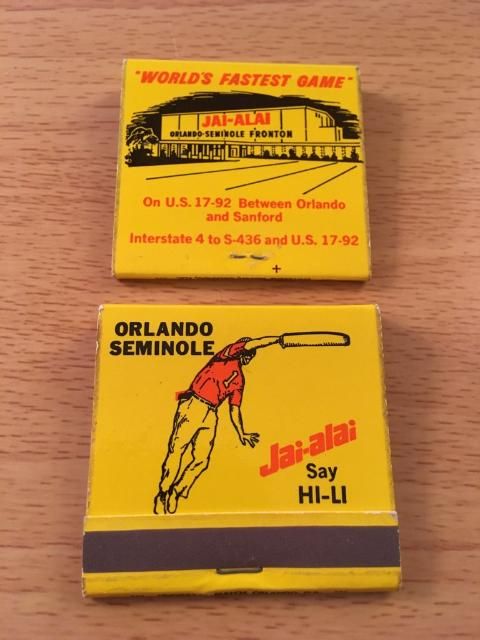 "WORLD'S FASTEST GAME"
JAI-ALAI
ORLANDO-SEMINOLE FRONTON
On U.S. 17-92 Between Orlando
and Sanford
Interstate 4 to S-436 and U.S. 17-92
ORLANDO
SEMINOLE
1
Jai-alai
Say
HI-LI